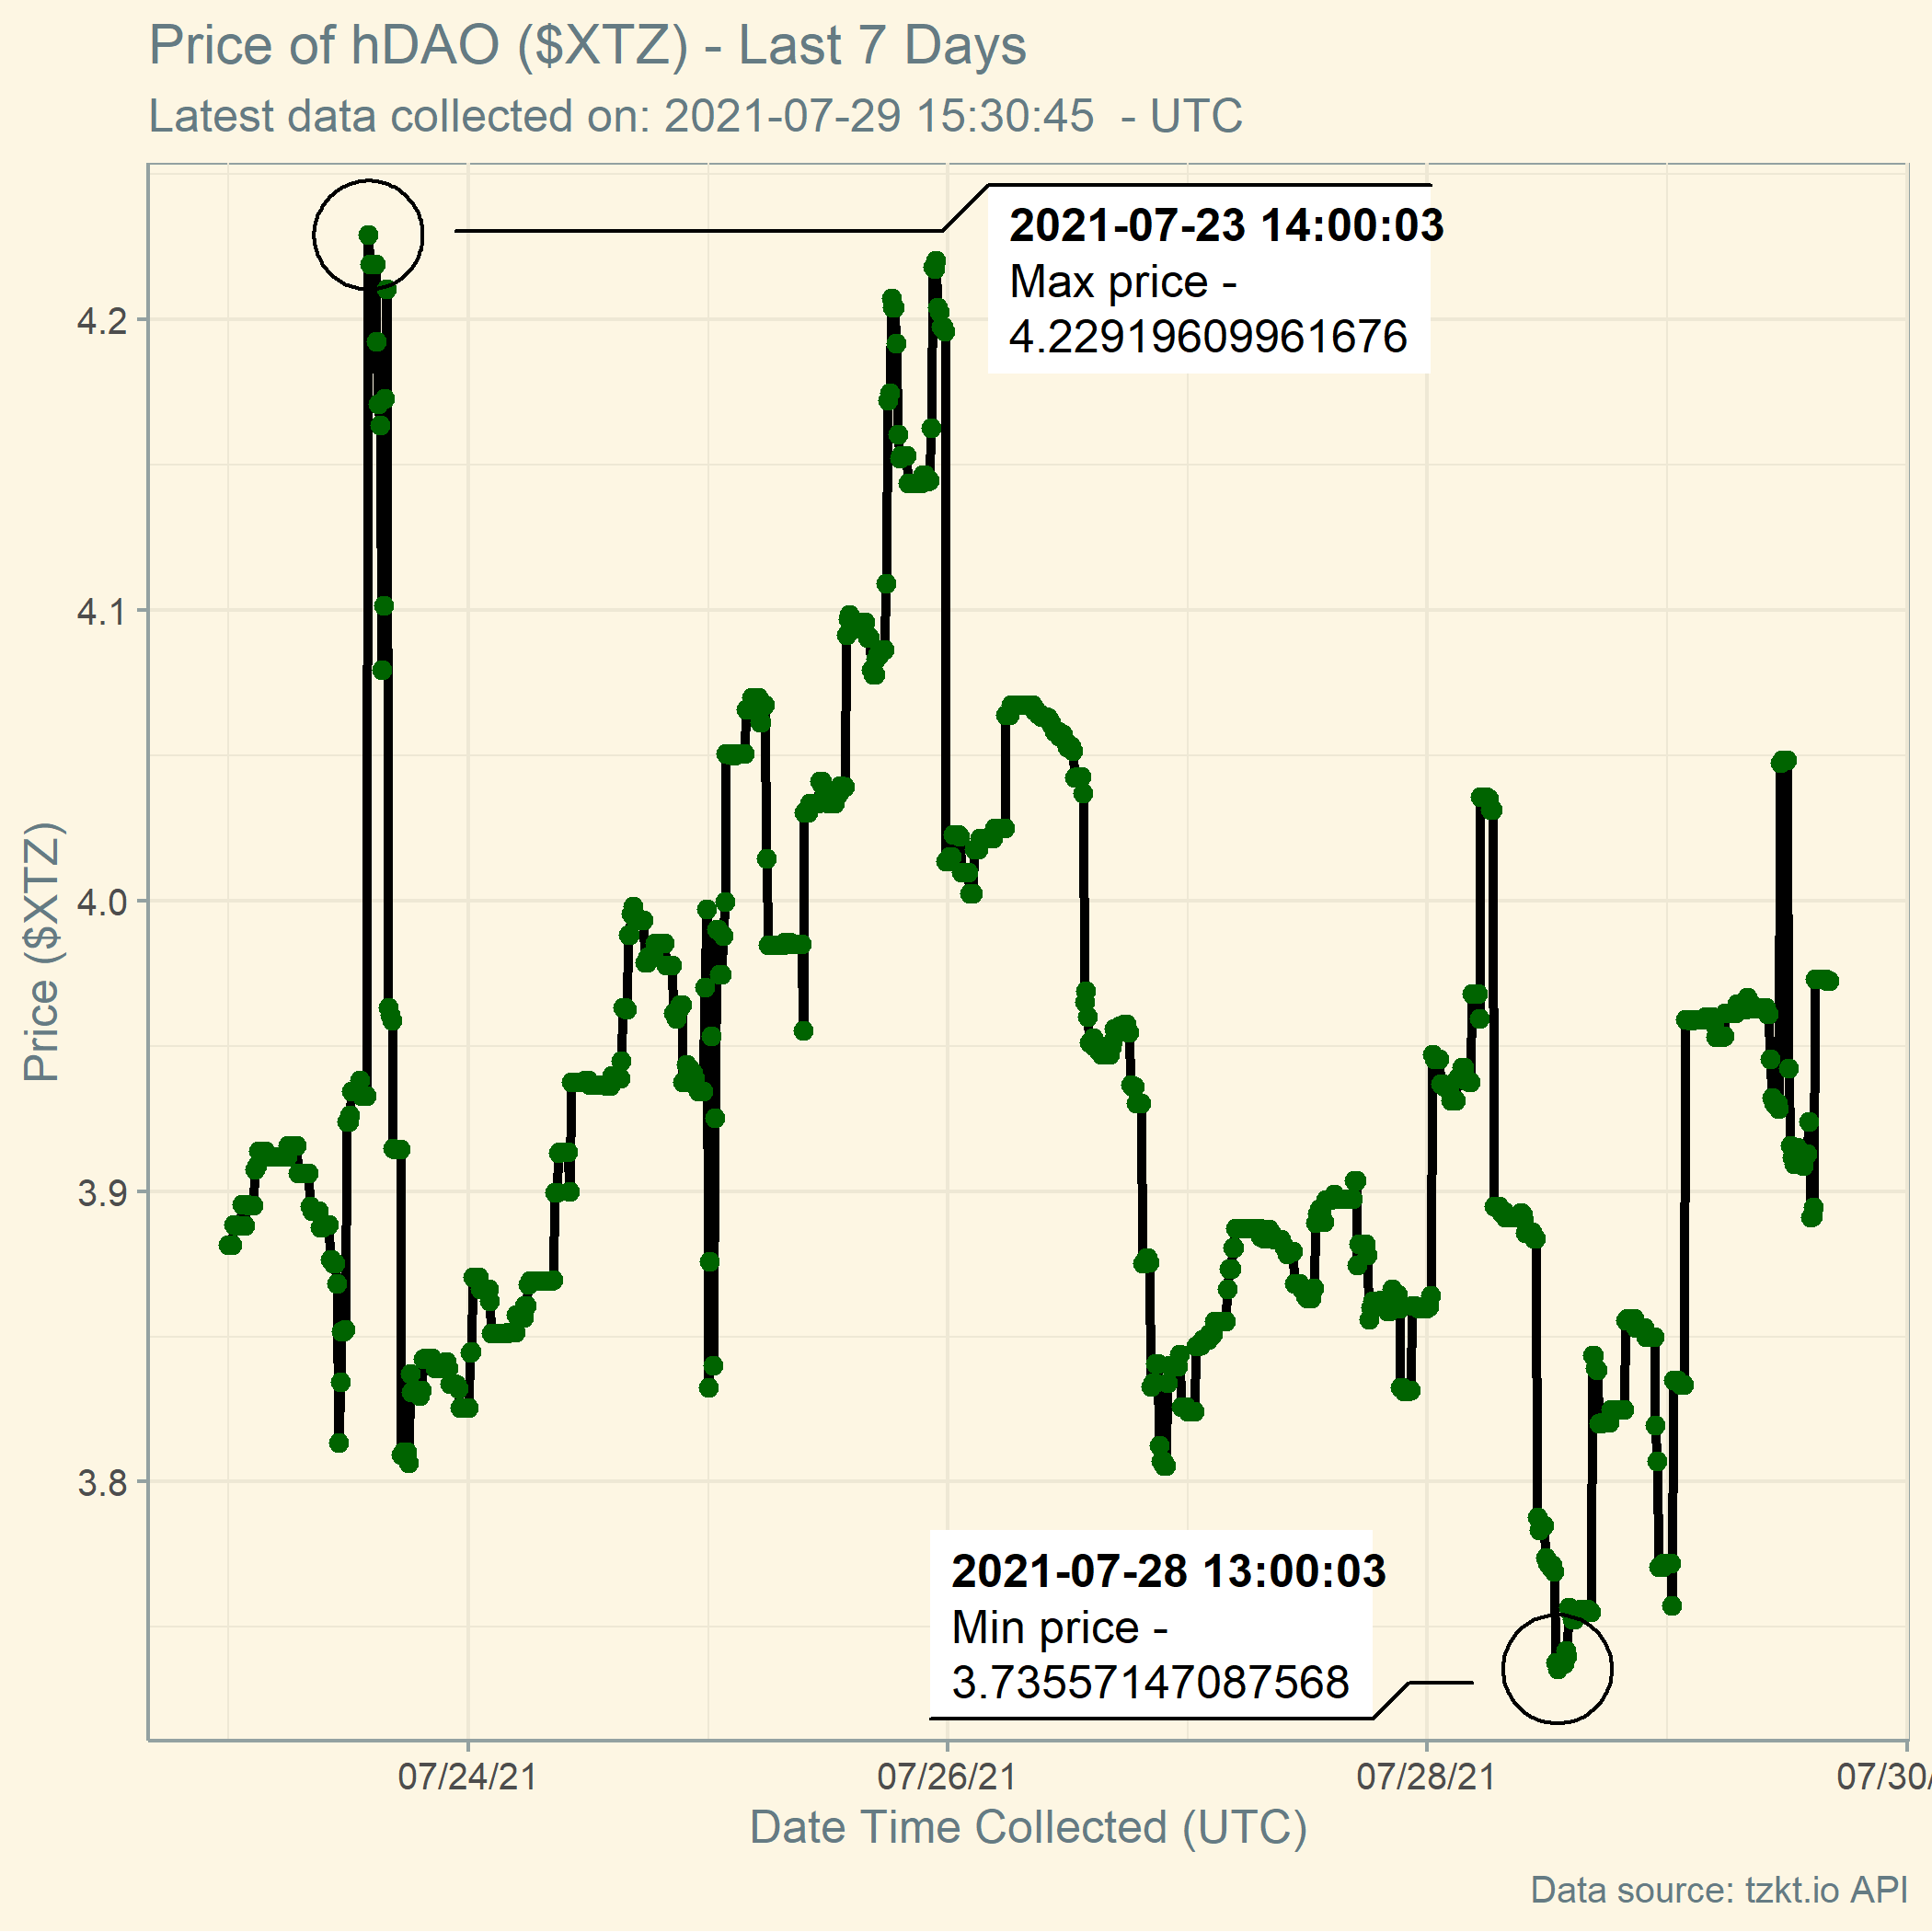 Price of hDAO ($XTZ) - Last 7 Days
Latest data collected on: 2021-07-29 15:30:45  - UTC
2021-07-23 14:00:03
Max price -
4.22919609961676
4.2
4.1
4.0
3.9
3.8
Price ($XTZ)
2021-07-28 13:00:03
Min price -
3.73557147087568
07/24/21
07/26/21
07/28/21
07/30/
Date Time Collected (UTC)
Data source: tzkt.io API